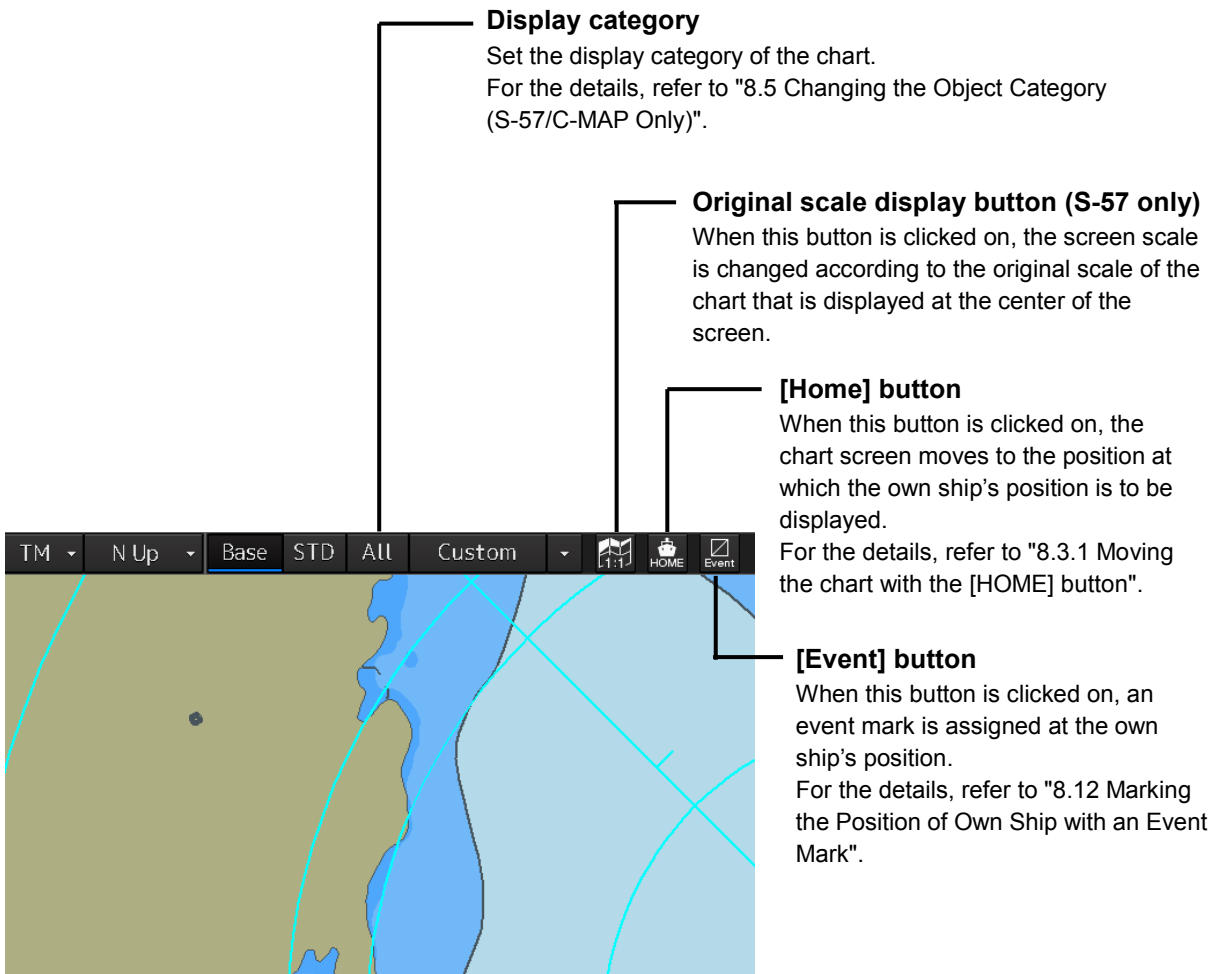 Display category
Set the display category of the chart.
For the details, refer to "8.5 Changing the Object Category
(S-57/C-MAP Only)".
Original scale display button (S-57 only)
When this button is clicked on, the screen scale
is changed according to the original scale of the
chart that is displayed at the center of the
screen.
[Home] button
When this button is clicked on, the
chart screen moves to the position at
which the own ship's position is to be
displayed.
For the details, refer to "8.3.1 Moving
the chart with the [HOME] button".
TM N Up Base STD All Custom 1:1 HOME Event
[Event] button
When this button is clicked on, an
event mark is assigned at the own
ship's position.
For the details, refer to "8.12 Marking
the Position of Own Ship with an Event
Mark".